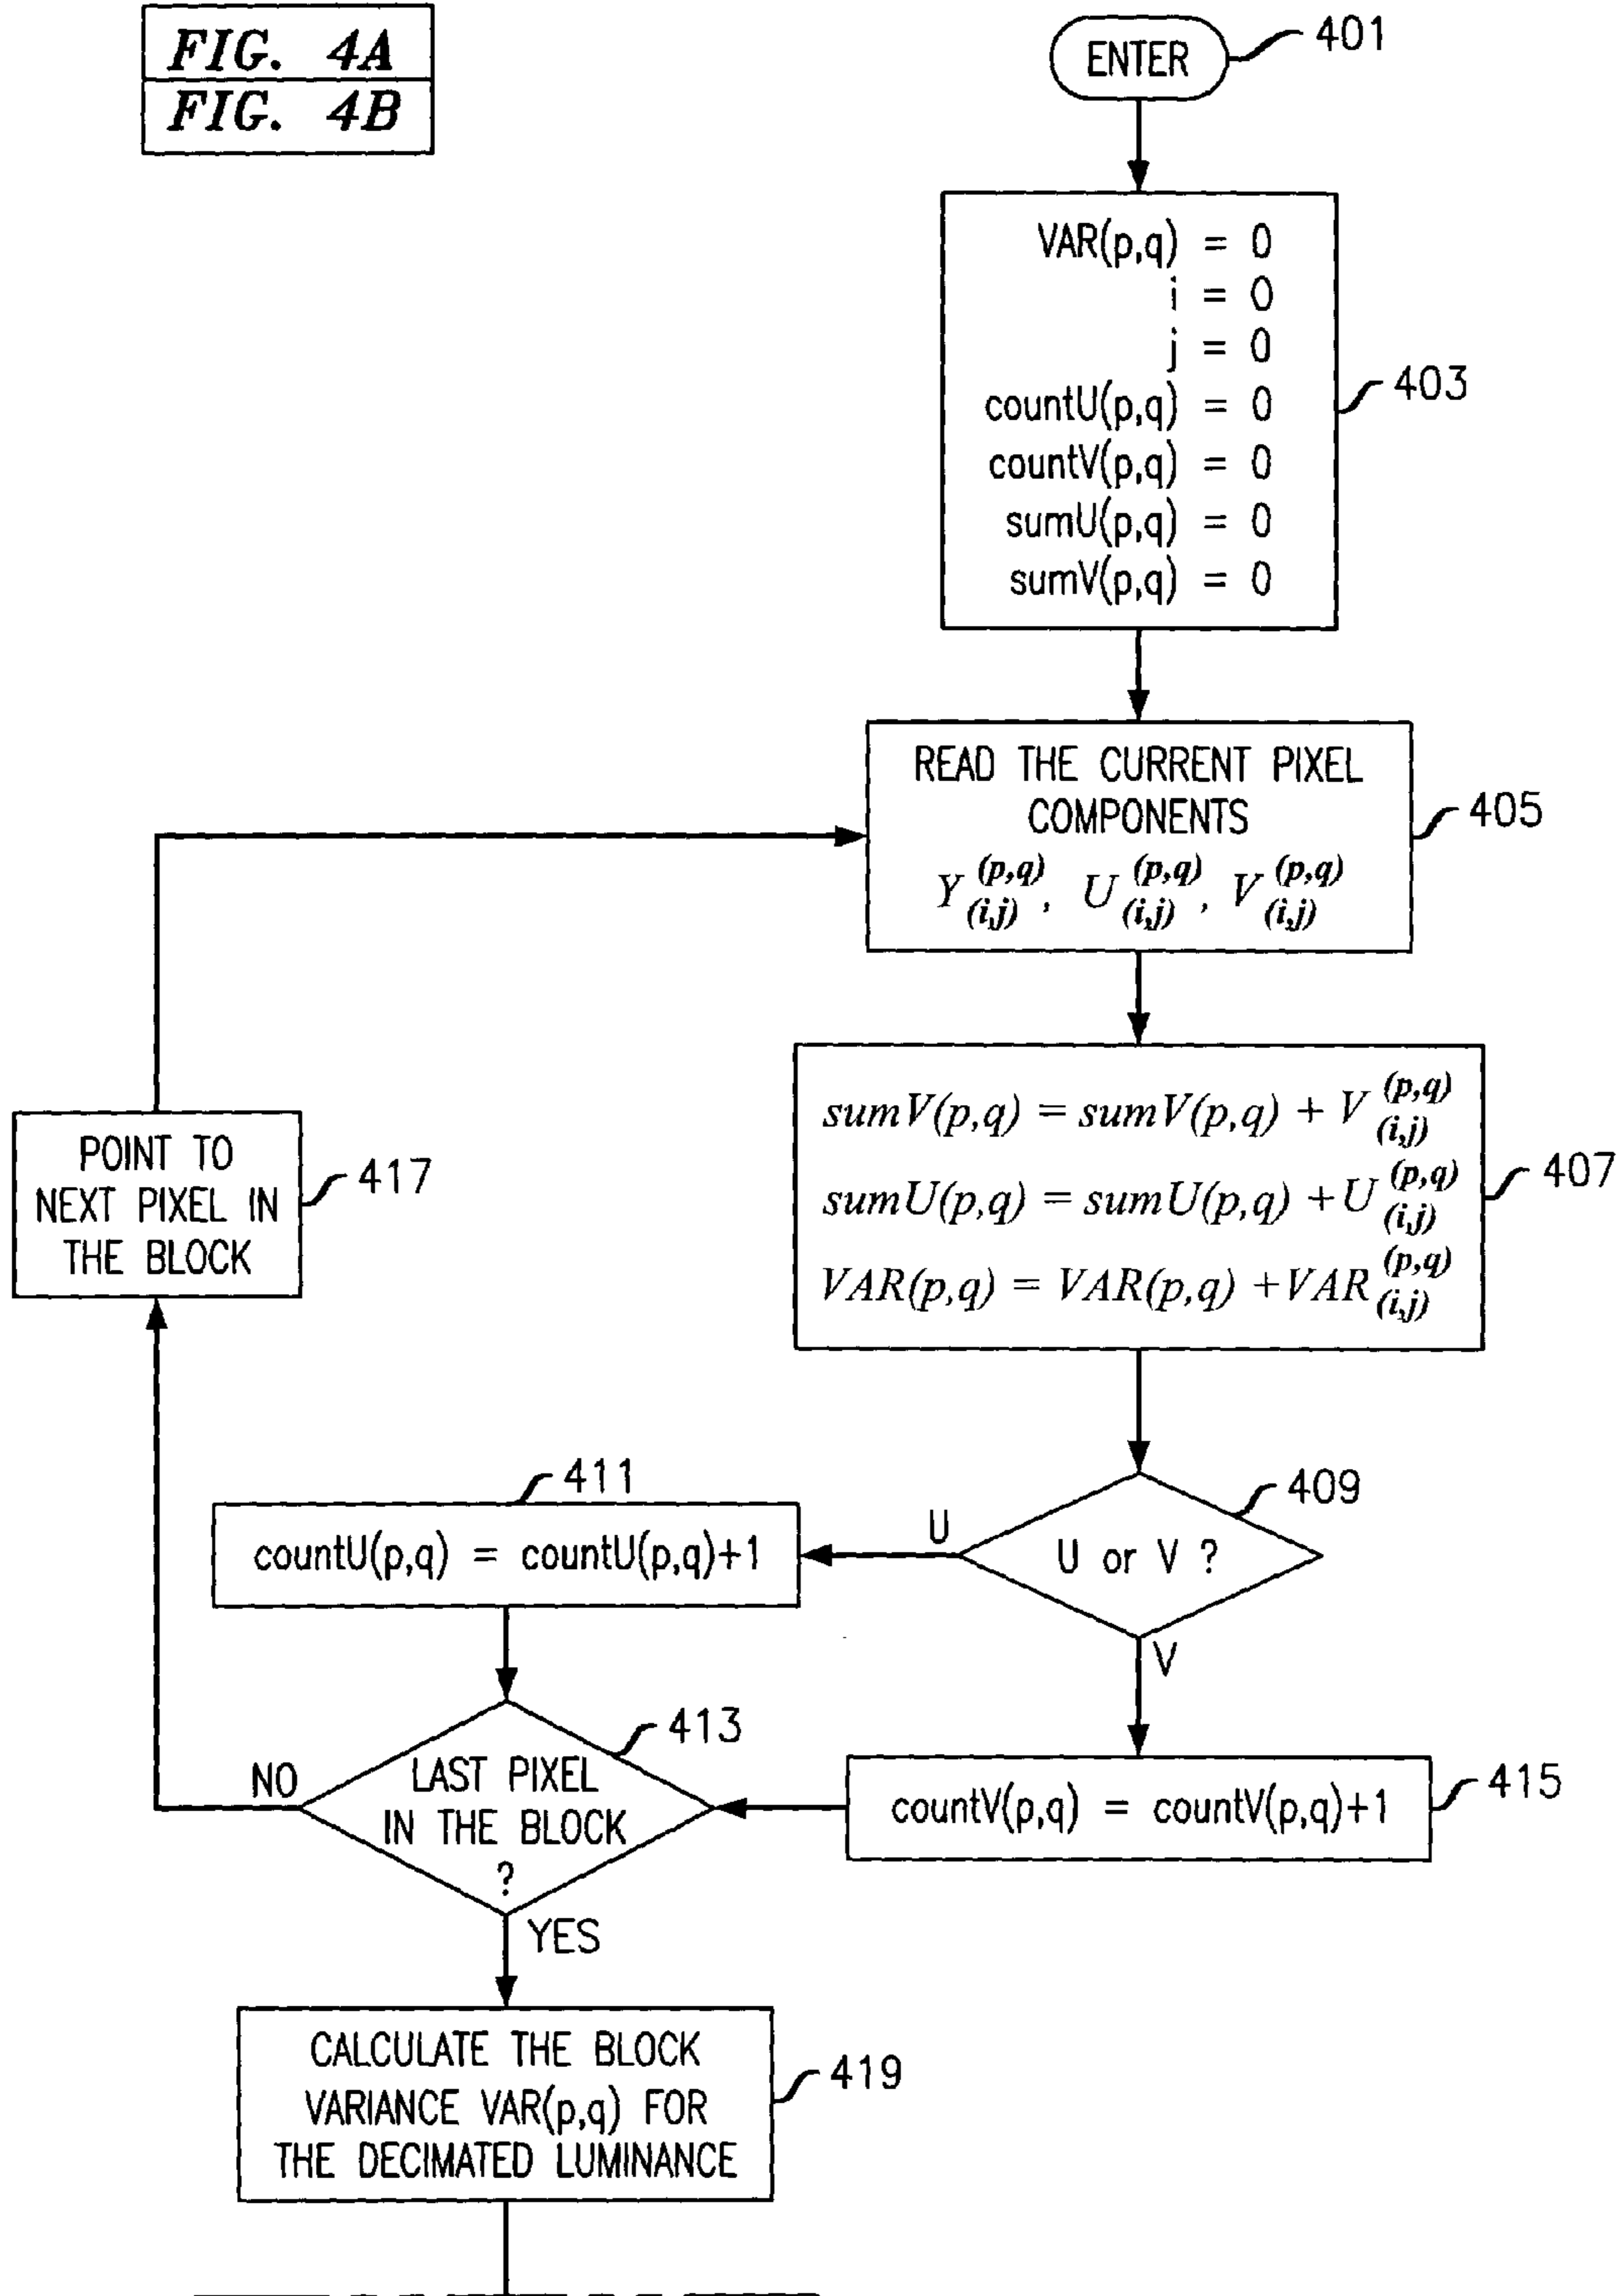 FIG. 4A
FIG. 4B
ENTER
401
VAR(p,q) = 0
i = 0
j = 0
countU(p,q) = 0
countV(p,q) = 0
sumU(p,q) = 0
sumV(p,q) = 0
403
READ THE CURRENT PIXEL
COMPONENTS
Y (p,q) (i,j), U (p,q) (i,j), V (p,q) (i,j)
405
sumV(p,q) = sumV(p,q) + V (p,q) (i,j)
sumU(p,q) = sumU(p,q) + U (p,q) (i,j)
VAR(p,q) = VAR(p,q) + VAR (p,q) (i,j)
407
POINT TO
NEXT PIXEL IN
THE BLOCK
417
U or V ?
409
U
V
411
countU(p,q) = countU(p,q)+1
LAST PIXEL
IN THE BLOCK
?
413
NO
YES
countV(p,q) = countV(p,q)+1
415
CALCULATE THE BLOCK
VARIANCE VAR(p,q) FOR
THE DECIMATED LUMINANCE
419